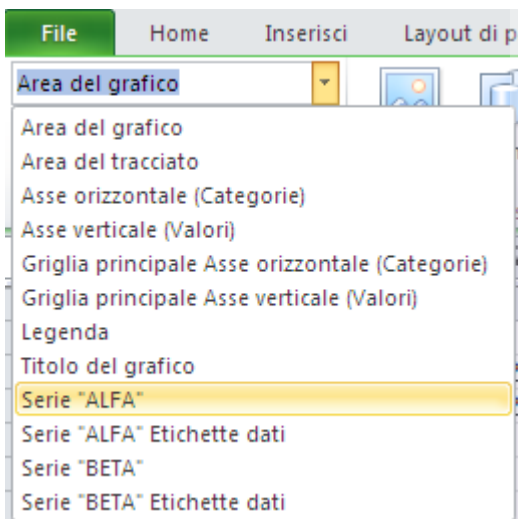 File Home Inserisci Layout di p
Area del grafico
Area del grafico
Area del tracciato
Asse orizzontale (Categorie)
Asse verticale (Valori)
Griglia principale Asse orizzontale (Categorie)
Griglia principale Asse verticale (Valori)
Legenda
Titolo del grafico
Serie "ALFA"
Serie "ALFA" Etichette dati
Serie "BETA"
Serie "BETA" Etichette dati